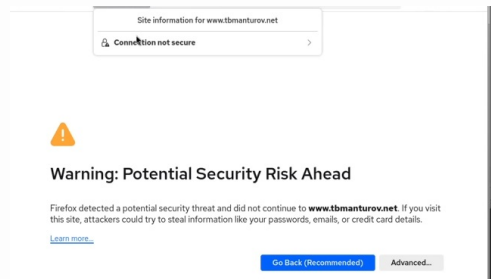 Site information for www.tbmanturov.net
Connection not secure
Warning: Potential Security Risk Ahead
Firefox detected a potential security threat and did not continue to www.tbmanturov.net. If you visit
this site, attackers could try to steal information like your passwords, emails, or credit card details.
Learn more...
Go Back (Recommended)
Advanced...